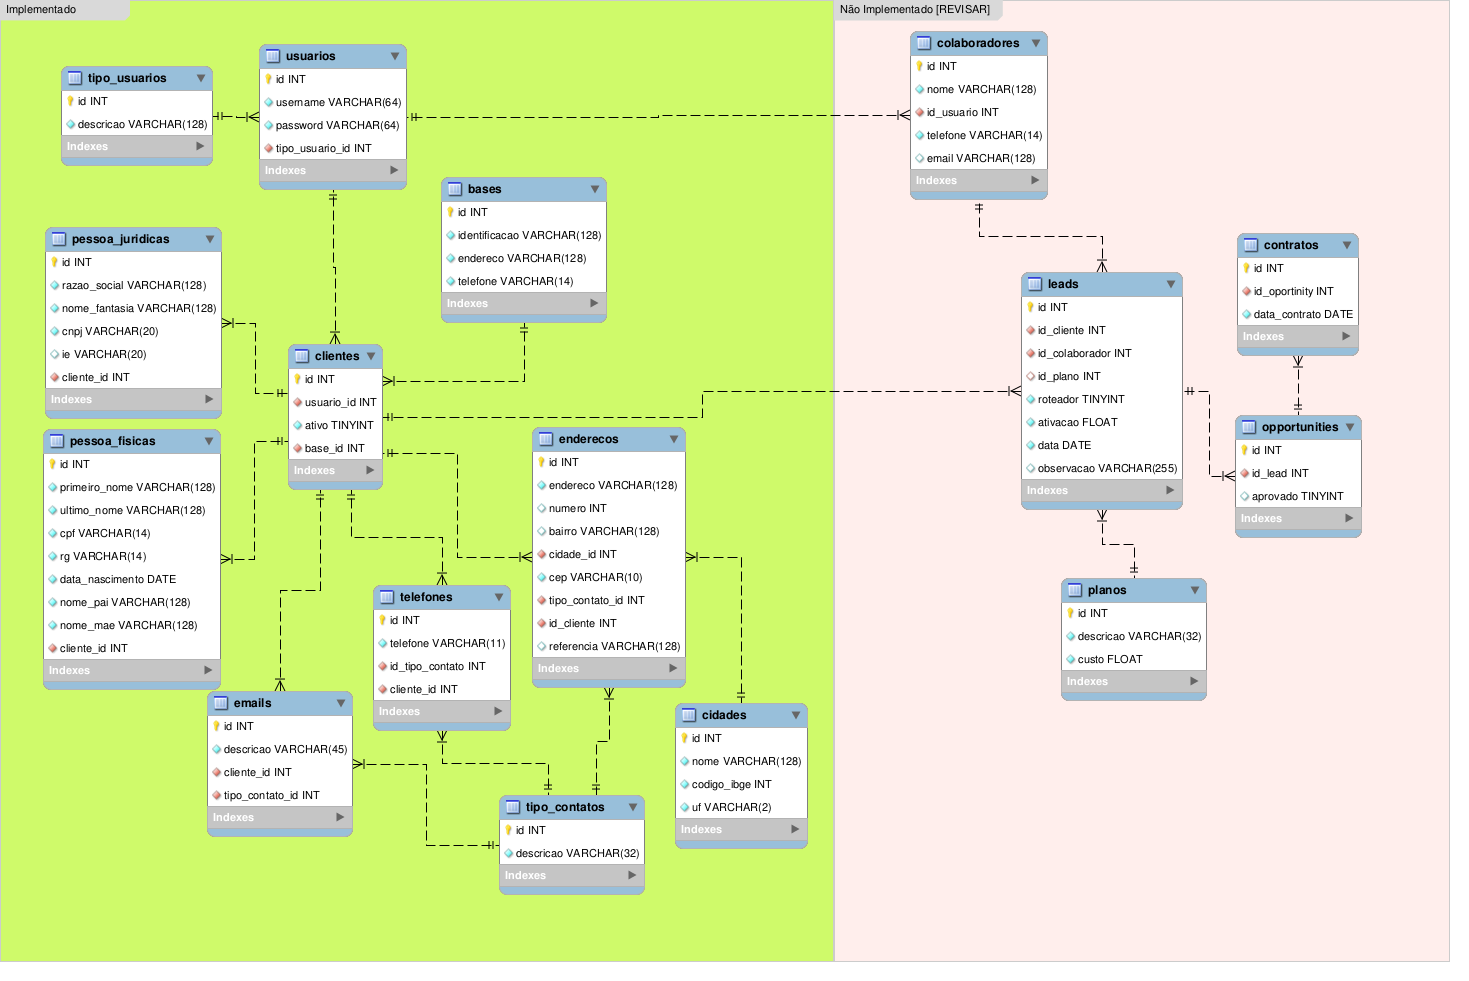 Implementado
tipo_usuarios
id INT
descricao VARCHAR(128)
Indexes
usuarios
id INT
username VARCHAR(64)
password VARCHAR(64)
tipo_usuario_id INT
Indexes
bases
id INT
identificacao VARCHAR(128)
endereco VARCHAR(128)
telefone VARCHAR(14)
Indexes
pessoa_juridicas
id INT
razao_social VARCHAR(128)
nome_fantasia VARCHAR(128)
cnpj VARCHAR(20)
ie VARCHAR(20)
cliente_id INT
Indexes
clientes
id INT
usuario_id INT
ativo TINYINT
base_id INT
Indexes
pessoa_fisicas
id INT
primeiro_nome VARCHAR(128)
ultimo_nome VARCHAR(128)
cpf VARCHAR(14)
rg VARCHAR(14)
data_nascimento DATE
nome_pai VARCHAR(128)
nome_mae VARCHAR(128)
cliente_id INT
Indexes
enderecos
id INT
endereco VARCHAR(128)
numero INT
bairro VARCHAR(128)
cidade_id INT
cep VARCHAR(10)
tipo_contato_id INT
id_cliente INT
referencia VARCHAR(128)
Indexes
telefones
id INT
telefone VARCHAR(11)
id_tipo_contato INT
cliente_id INT
Indexes
emails
id INT
descricao VARCHAR(45)
cliente_id INT
tipo_contato_id INT
Indexes
cidades
id INT
nome VARCHAR(128)
codigo_ibge INT
uf VARCHAR(2)
Indexes
tipo_contatos
id INT
descricao VARCHAR(32)
Indexes
Não Implementado [REVISAR]
colaboradores
id INT
nome VARCHAR(128)
id_usuario INT
telefone VARCHAR(14)
email VARCHAR(128)
Indexes
leads
id INT
id_cliente INT
id_colaborador INT
id_plano INT
roteador TINYINT
ativacao FLOAT
data DATE
observacao VARCHAR(255)
Indexes
contratos
id INT
id_oportinity INT
data_contrato DATE
Indexes
opportunities
id INT
id_lead INT
aprovado TINYINT
Indexes
planos
id INT
descricao VARCHAR(32)
custo FLOAT
Indexes